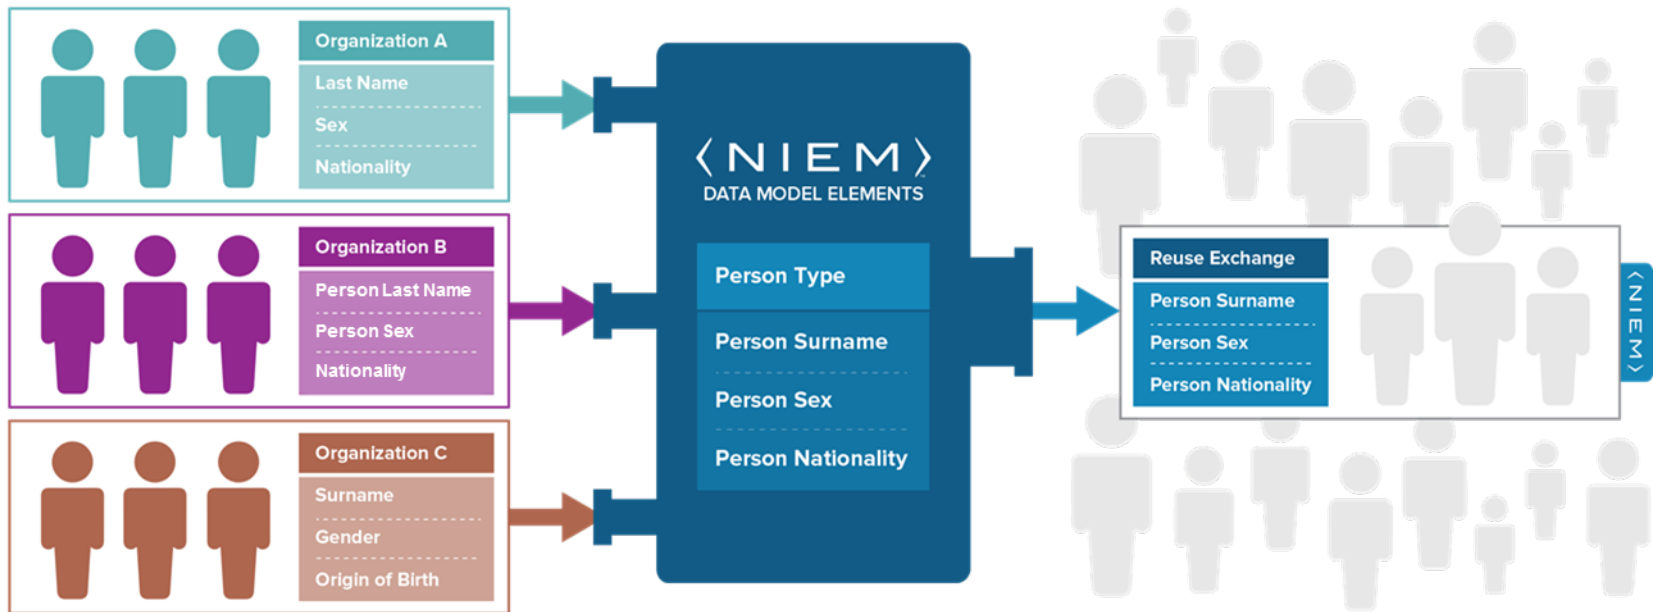 Organization A
Last Name
Sex
Nationality
Organization B
Person Last Name
Person Sex
Nationality
Organization C
Surname
Gender
Origin of Birth
〈NIEM〉
DATA MODEL ELEMENTS
Person Type
Person Surname
Person Sex
Person Nationality
Reuse Exchange
Person Surname
Person Sex
Person Nationality
〈NIEM〉